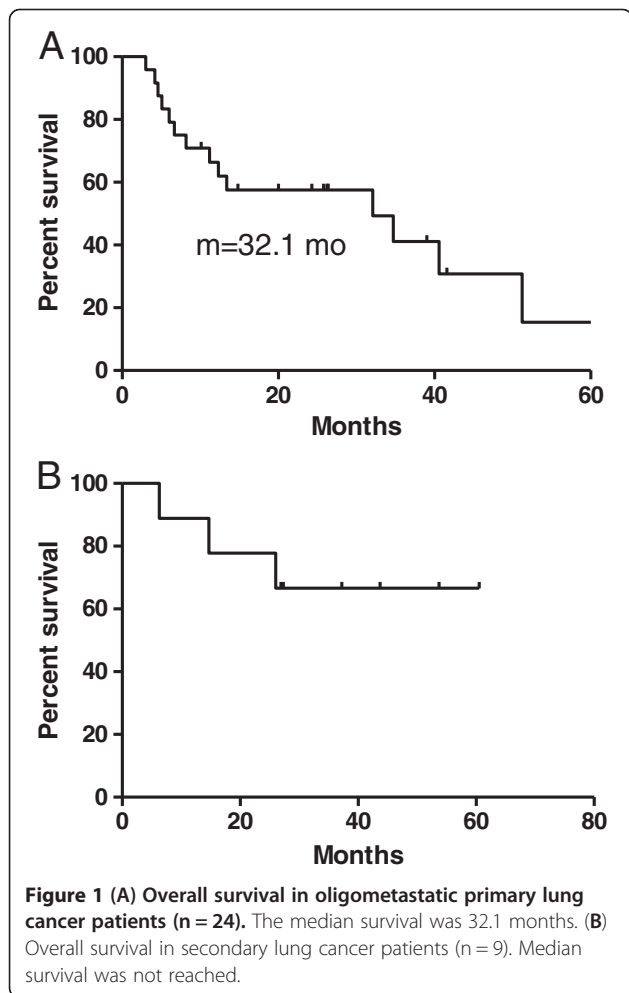 A
100
80
60
40
20
0
Percent survival
m=32.1 mo
0 20 40 60
Months
B
100
80
60
40
20
0
Percent survival
0 20 40 60 80
Months
Figure 1 (A) Overall survival in oligometastatic primary lung
cancer patients (n = 24). The median survival was 32.1 months. (B)
Overall survival in secondary lung cancer patients (n = 9). Median
survival was not reached.